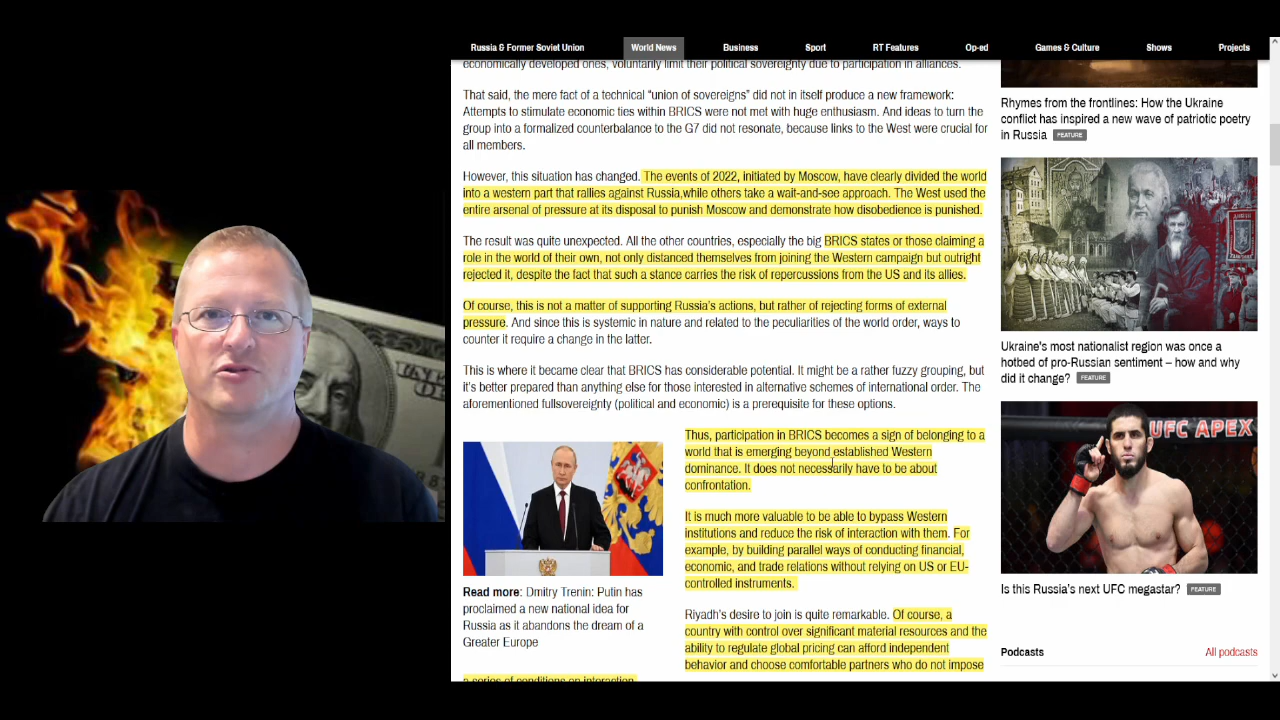 Russia & Former Soviet Union World News Business Sport RT Features Op-ed Games & Culture Shows Projects
economically developed ones, voluntarily limit their political sovereignty due to participation in alliances.
That said, the mere fact of a technical “union of sovereigns” did not in itself produce a new framework:
Attempts to stimulate economic ties within BRICS were not met with huge enthusiasm. And ideas to turn the
group into a formalized counterbalance to the G7 did not resonate, because links to the West were crucial for
all members.
However, this situation has changed. The events of 2022, initiated by Moscow, have clearly divided the world
into a western part that rallies against Russia,while others take a wait-and-see approach. The West used the
entire arsenal of pressure at its disposal to punish Moscow and demonstrate how disobedience is punished.
The result was quite unexpected. All the other countries, especially the big BRICS states or those claiming a
role in the world of their own, not only distanced themselves from joining the Western campaign but outright
rejected it, despite the fact that such a stance carries the risk of repercussions from the US and its allies.
Of course, this is not a matter of supporting Russia’s actions, but rather of rejecting forms of external
pressure. And since this is systemic in nature and related to the peculiarities of the world order, ways to
counter it require a change in the latter.
This is where it became clear that BRICS has considerable potential. It might be a rather fuzzy grouping, but
it’s better prepared than anything else for those interested in alternative schemes of international order. The
aforementioned fullsovereignty (political and economic) is a prerequisite for these options.
Thus, participation in BRICS becomes a sign of belonging to a
world that is emerging beyond established Western
dominance. It does not necessarily have to be about
confrontation.
It is much more valuable to be able to bypass Western
institutions and reduce the risk of interaction with them. For
example, by building parallel ways of conducting financial,
economic, and trade relations without relying on US or EU-
controlled instruments.
Read more: Dmitry Trenin: Putin has
proclaimed a new national idea for
Russia as it abandons the dream of a
Greater Europe
Riyadh’s desire to join is quite remarkable. Of course, a
country with control over significant material resources and the
ability to regulate global pricing can afford independent
behavior and choose comfortable partners who do not impose
a series of conditions on interaction.
Rhymes from the frontlines: How the Ukraine
conflict has inspired a new wave of patriotic poetry
in Russia FEATURE
Ukraine's most nationalist region was once a
hotbed of pro-Russian sentiment – how and why
did it change? FEATURE
UFC APEX
Is this Russia’s next UFC megastar? FEATURE
Podcasts All podcasts